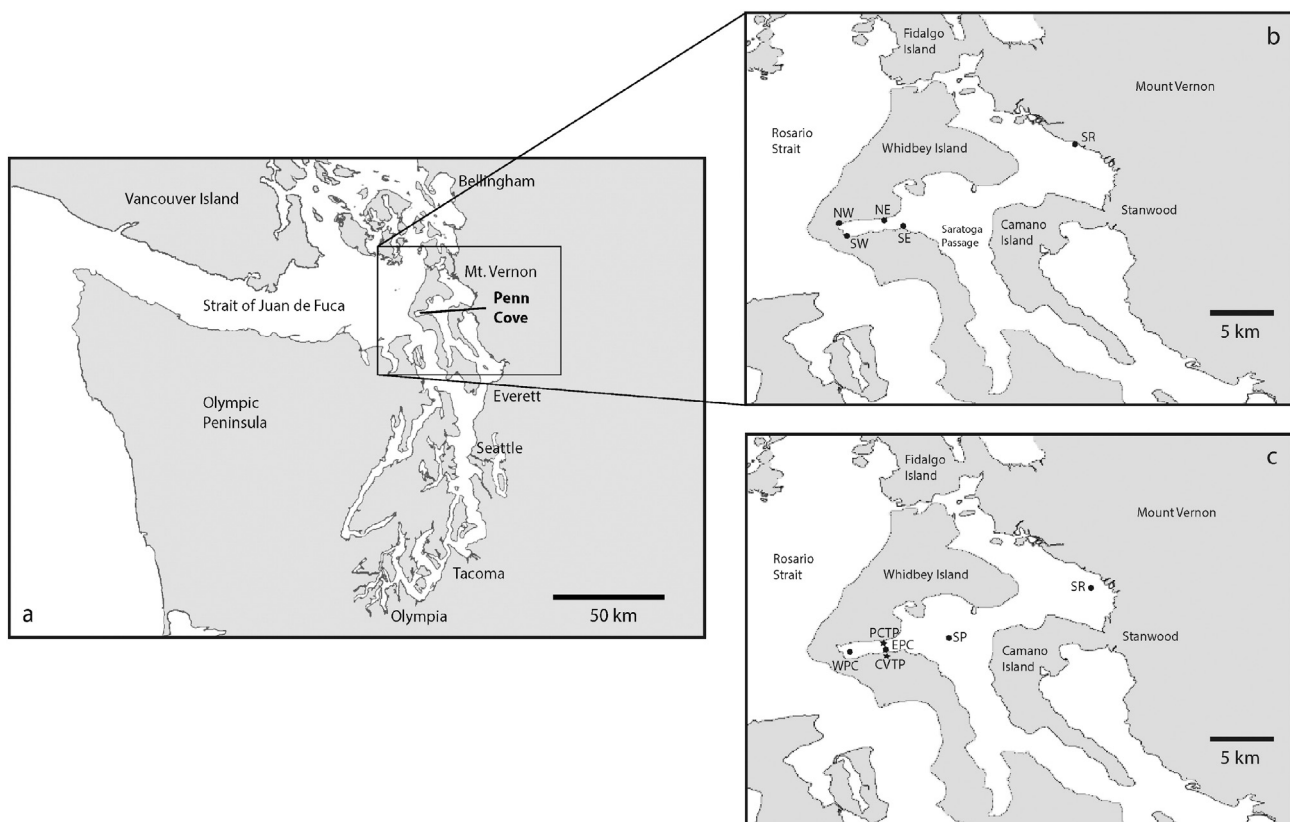 Vancouver Island
Bellingham
Mt. Vernon
Penn
Cove
Strait of Juan de Fuca
Everett
Olympic
Peninsula
Seattle
Tacoma
Olympia
50 km
a
b
Fidalgo
Island
Mount Vernon
Rosario
Strait
SR
Whidbey Island
NW
NE
SW
SE
Saratoga
Passage
Camano
Island
Stanwood
5 km
c
Fidalgo
Island
Mount Vernon
Rosario
Strait
Whidbey Island
SR
PCTP
EPC
SP
WPC
CVTP
Camano
Island
Stanwood
5 km